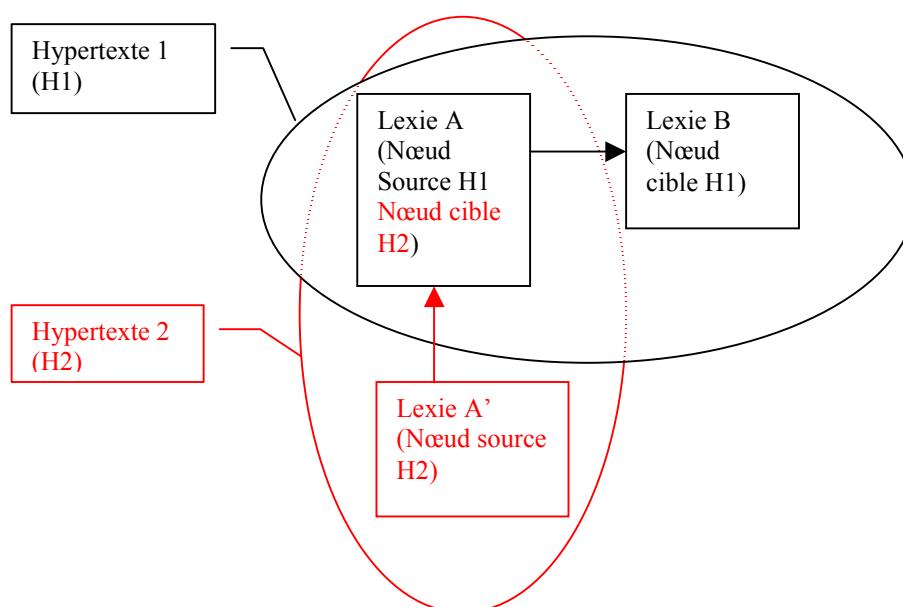 Hypertexte 1
(H1)
Lexie A
(Nœud
Source H1
Nœud cible
H2)
Lexie B
(Nœud
cible H1)
Hypertexte 2
(H2)
Lexie A’
(Nœud source
H2)